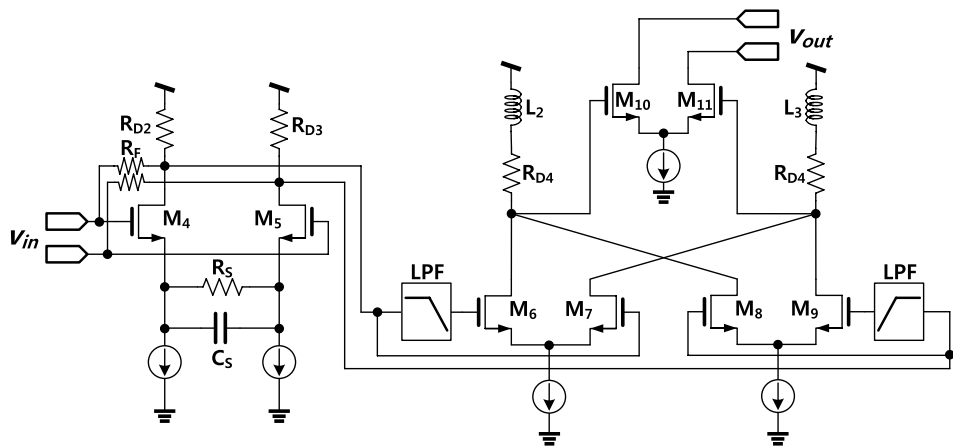 Vout
M10
M11
L2
L3
RD2
RD3
RF
RD4
RD4
M4
M5
Vin
RS
LPF
LPF
M6
M7
M8
M9
CS